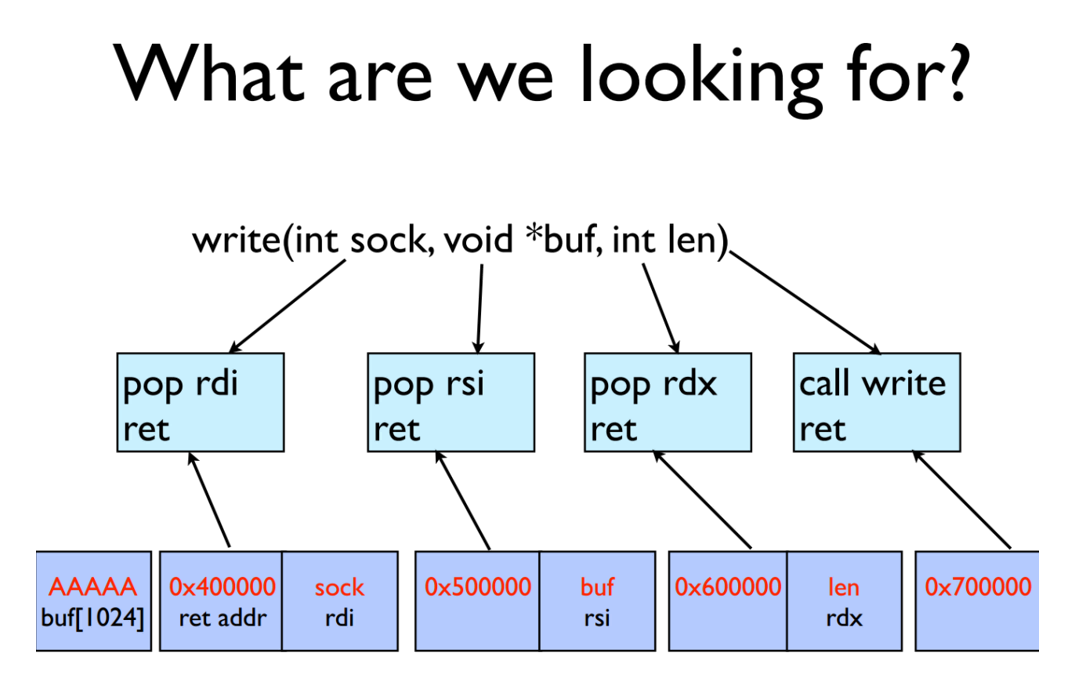 What are we looking for?
write(int sock, void *buf, int len)
pop rdi
ret
pop rsi
ret
pop rdx
ret
call write
ret
AAAAA
buf[1024]
0x400000
ret addr
sock
rdi
0x500000
buf
rsi
0x600000
len
rdx
0x700000